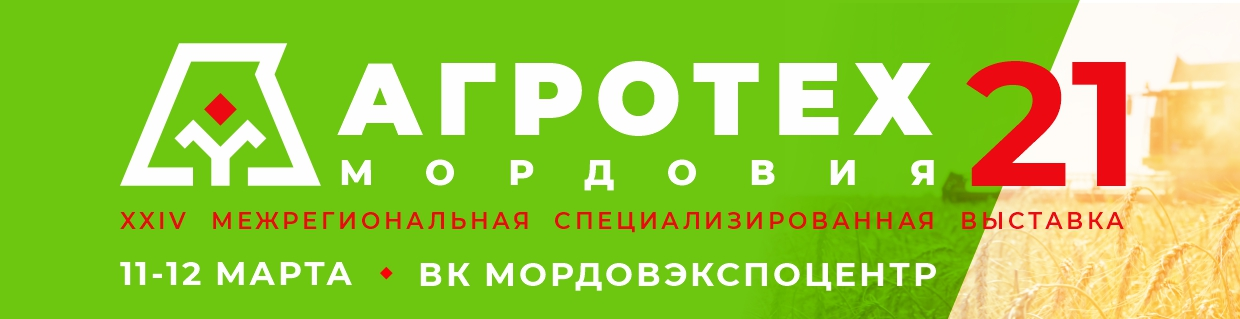 АГРОТЕХ 21
МОРДОВИЯ
XXIV МЕЖРЕГИОНАЛЬНАЯ СПЕЦИАЛИЗИРОВАННАЯ ВЫСТАВКА
11-12 МАРТА ♦ ВК МОРДОВЭКСПОЦЕНТР